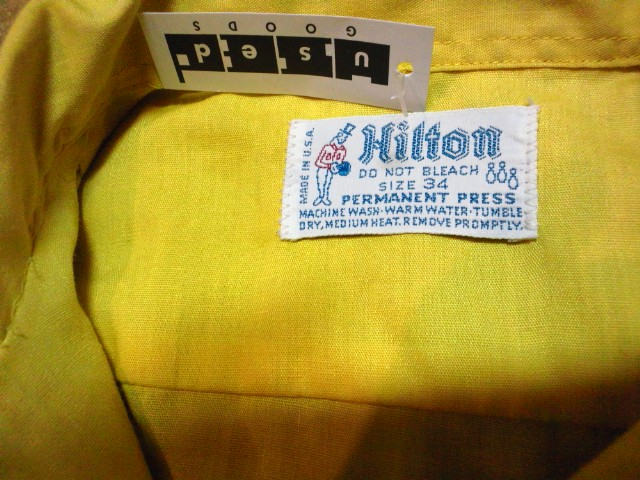 used
GOODS
MADE IN U.S.A.
Hilton
DO NOT BLEACH
SIZE 34
PERMANENT PRESS
MACHINE WASH·WARM WATER·TUMBLE
DRY, MEDIUM HEAT. REMOVE PROMPTLY.